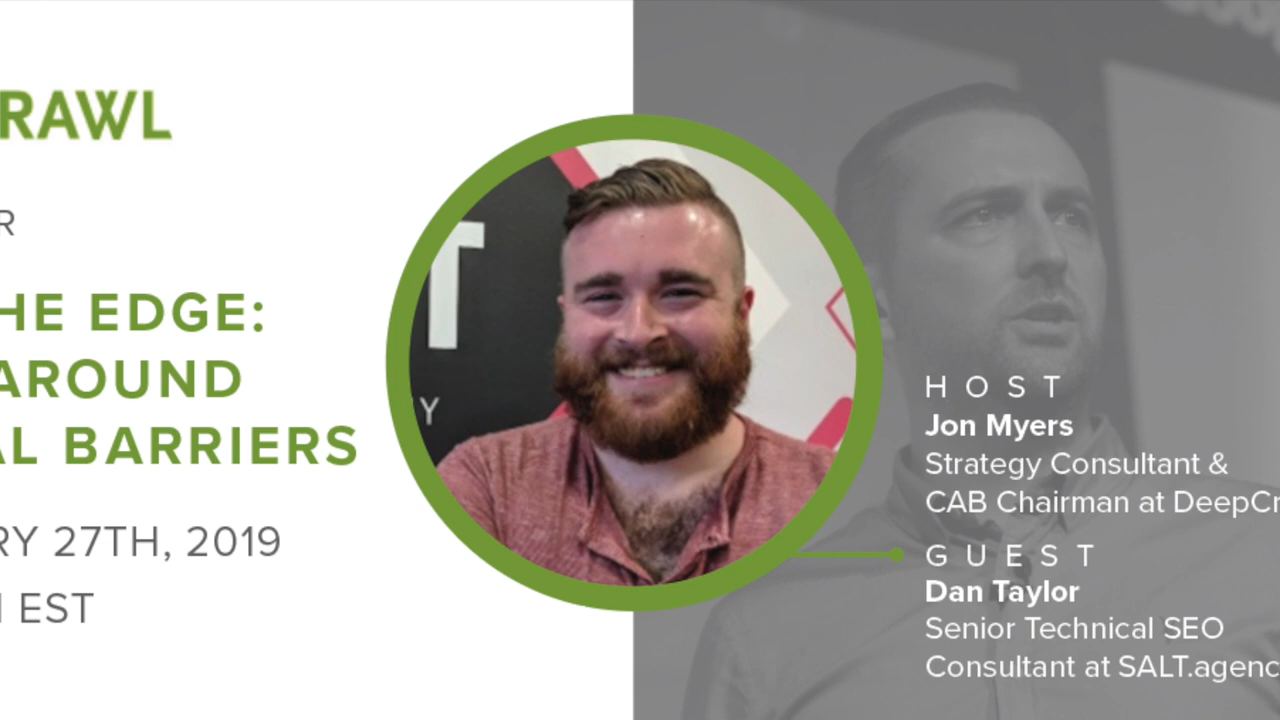 RAWL
R
HE EDGE:
AROUND
AL BARRIERS
RY 27TH, 2019
EST
T
Y
HOST
Jon Myers
Strategy Consultant &
CAB Chairman at DeepCr
GUEST
Dan Taylor
Senior Technical SEO
Consultant at SALT.agenc